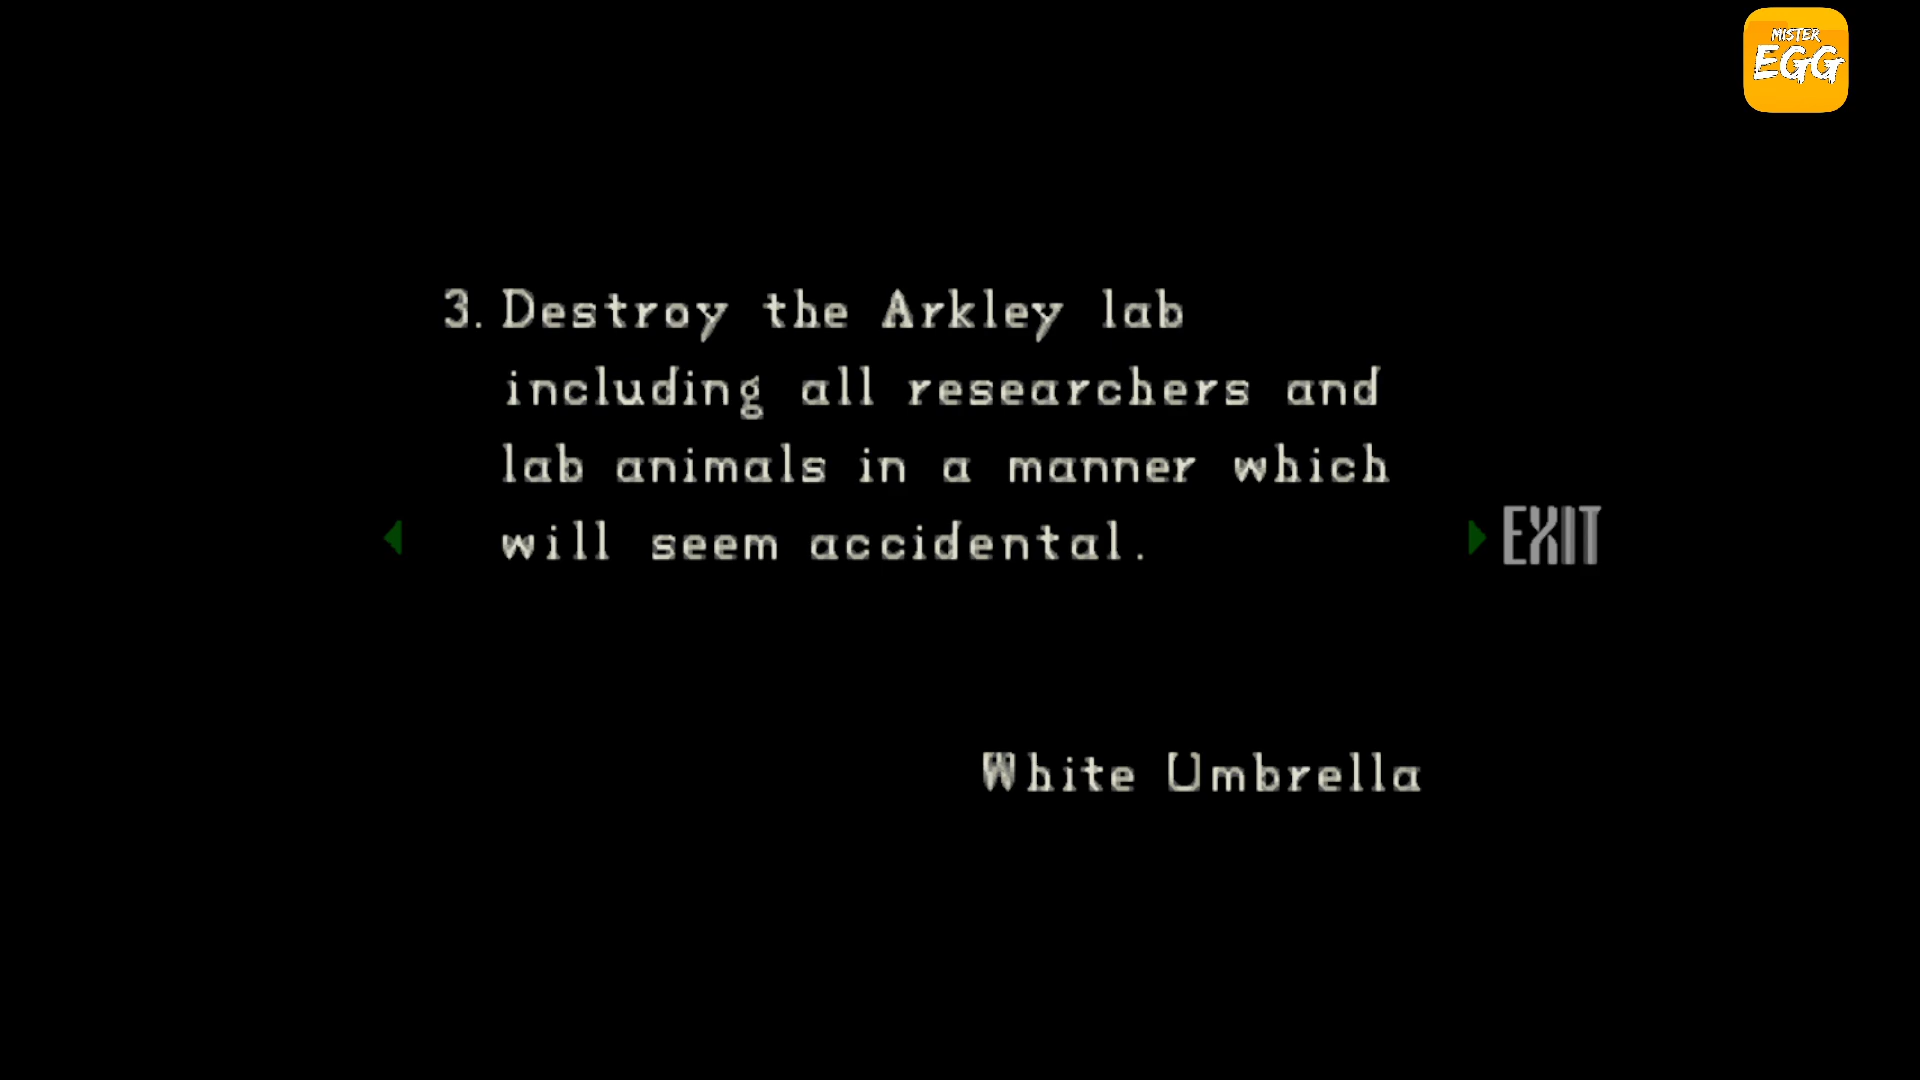 MISTER
EGG
3. Destroy the Arkley lab
including all researchers and
lab animals in a manner which
will seem accidental.
EXIT
White Umbrella